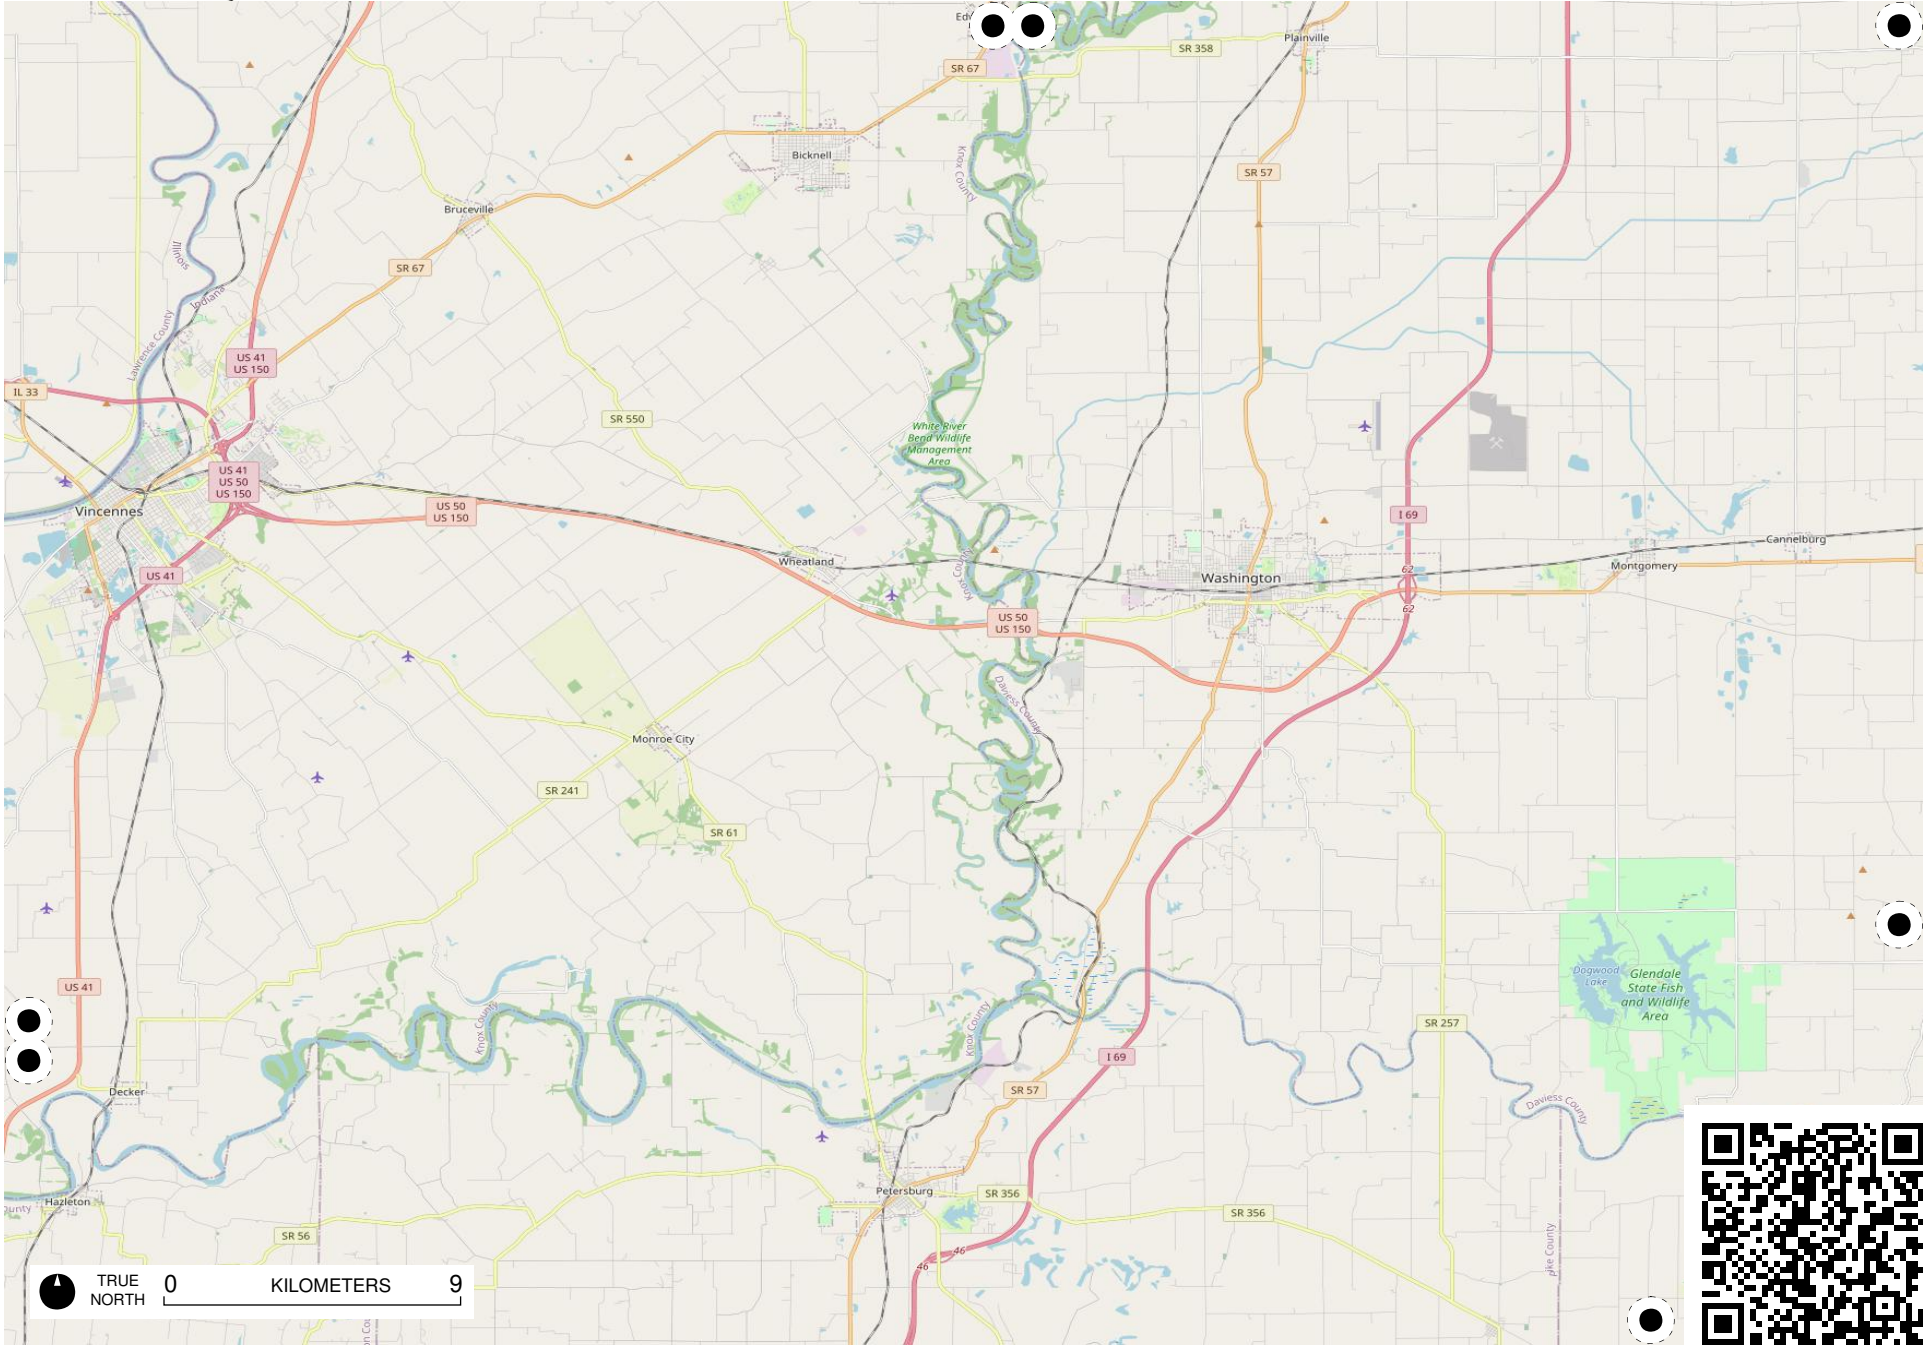 Plainville
SR 358
SR 67
Bicknell
Knox County
SR 57
Bruceville
Illinois
SR 67
Indiana
Lawrence County
US 41
US 150
IL 33
SR 550
White River
Bend Wildlife
Management
Area
US 41
US 50
US 150
Vincennes
US 50
US 150
I 69
Cannelburg
Knox County
Wheatland
Montgomery
US 41
Washington
62
62
US 50
US 150
Daviess County
Monroe City
SR 241
SR 61
Dogwood
Lake
Glendale
State Fish
and Wildlife
Area
US 41
Knox County
Knox County
SR 257
I 69
Decker
SR 57
Daviess County
Petersburg
SR 356
Hazleton
ounty
SR 356
SR 56
46
46
Pike County
TRUE
NORTH
0 KILOMETERS 9